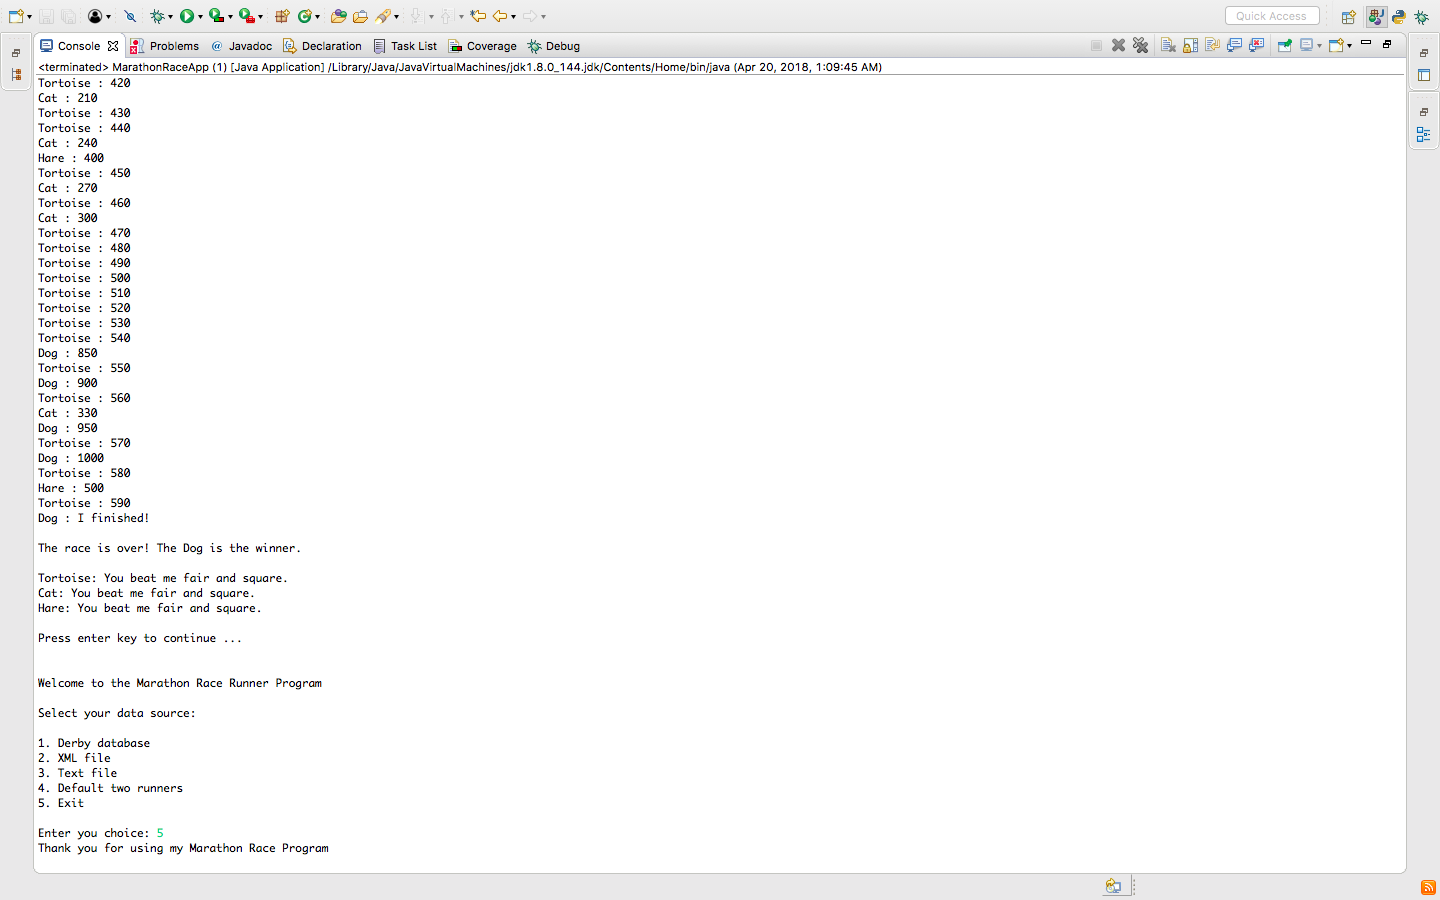 Quick Access
Console Problems @ Javadoc Declaration Task List Coverage Debug
<terminated> MarathonRaceApp (1) [Java Application] /Library/Java/JavaVirtualMachines/jdk1.8.0_144.jdk/Contents/Home/bin/java (Apr 20, 2018, 1:09:45 AM)
Tortoise : 420
Cat : 210
Tortoise : 430
Tortoise : 440
Cat : 240
Hare : 400
Tortoise : 450
Cat : 270
Tortoise : 460
Cat : 300
Tortoise : 470
Tortoise : 480
Tortoise : 490
Tortoise : 500
Tortoise : 510
Tortoise : 520
Tortoise : 530
Tortoise : 540
Dog : 850
Tortoise : 550
Dog : 900
Tortoise : 560
Cat : 330
Dog : 950
Tortoise : 570
Dog : 1000
Tortoise : 580
Hare : 500
Tortoise : 590
Dog : I finished!
The race is over! The Dog is the winner.
Tortoise: You beat me fair and square.
Cat: You beat me fair and square.
Hare: You beat me fair and square.
Press enter key to continue ...
Welcome to the Marathon Race Runner Program
Select your data source:
1. Derby database
2. XML file
3. Text file
4. Default two runners
5. Exit
Enter you choice: 5
Thank you for using my Marathon Race Program